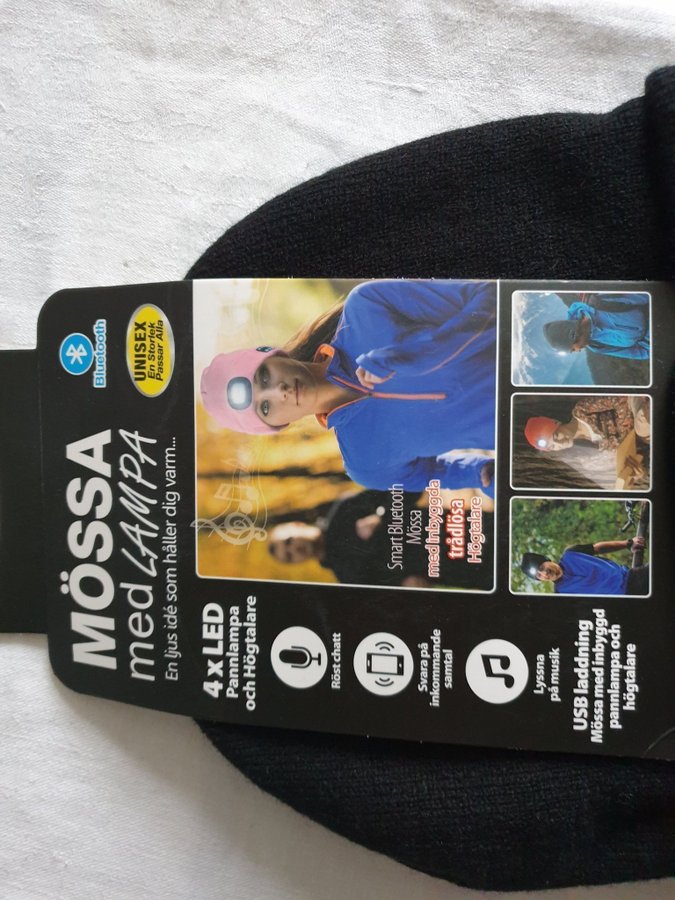 Bluetooth
MÖSSA
med LAMPA
En ljus idé som håller dig varm...
UNISEX
En Storlek
Passar Alla
4 x LED
Pannlampa
och Högtalare
Röstchatt
Svara på
inkommande
samtal
Lyssna
på musik
Smart Bluetooth
Mössa
med inbyggda
trådlösa
Högtalare
USB laddning
Mössa med inbyggd
pannlampa och
högtalare